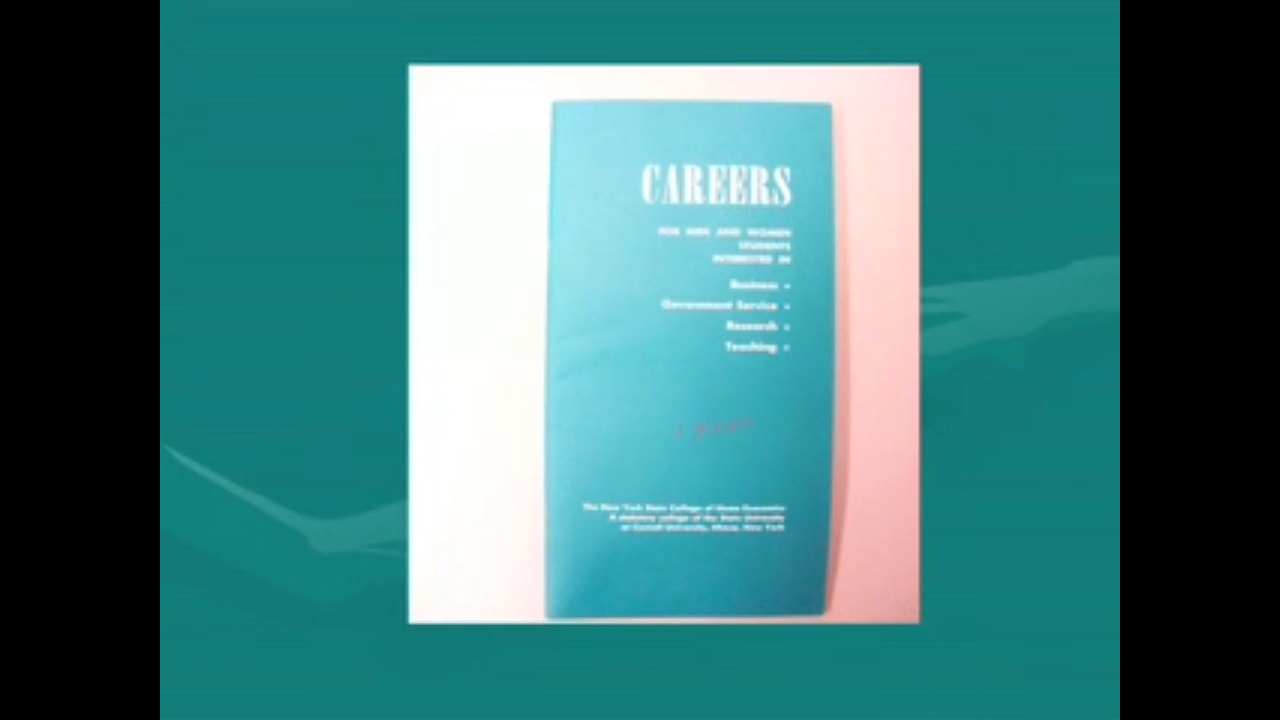 CAREERS
FOR MEN AND WOMEN
STUDENTS
INTERESTED IN
Business •
Government Service •
Research •
Teaching •
The New York State College of Home Economics
A statutory college of the State University
at Cornell University, Ithaca, New York